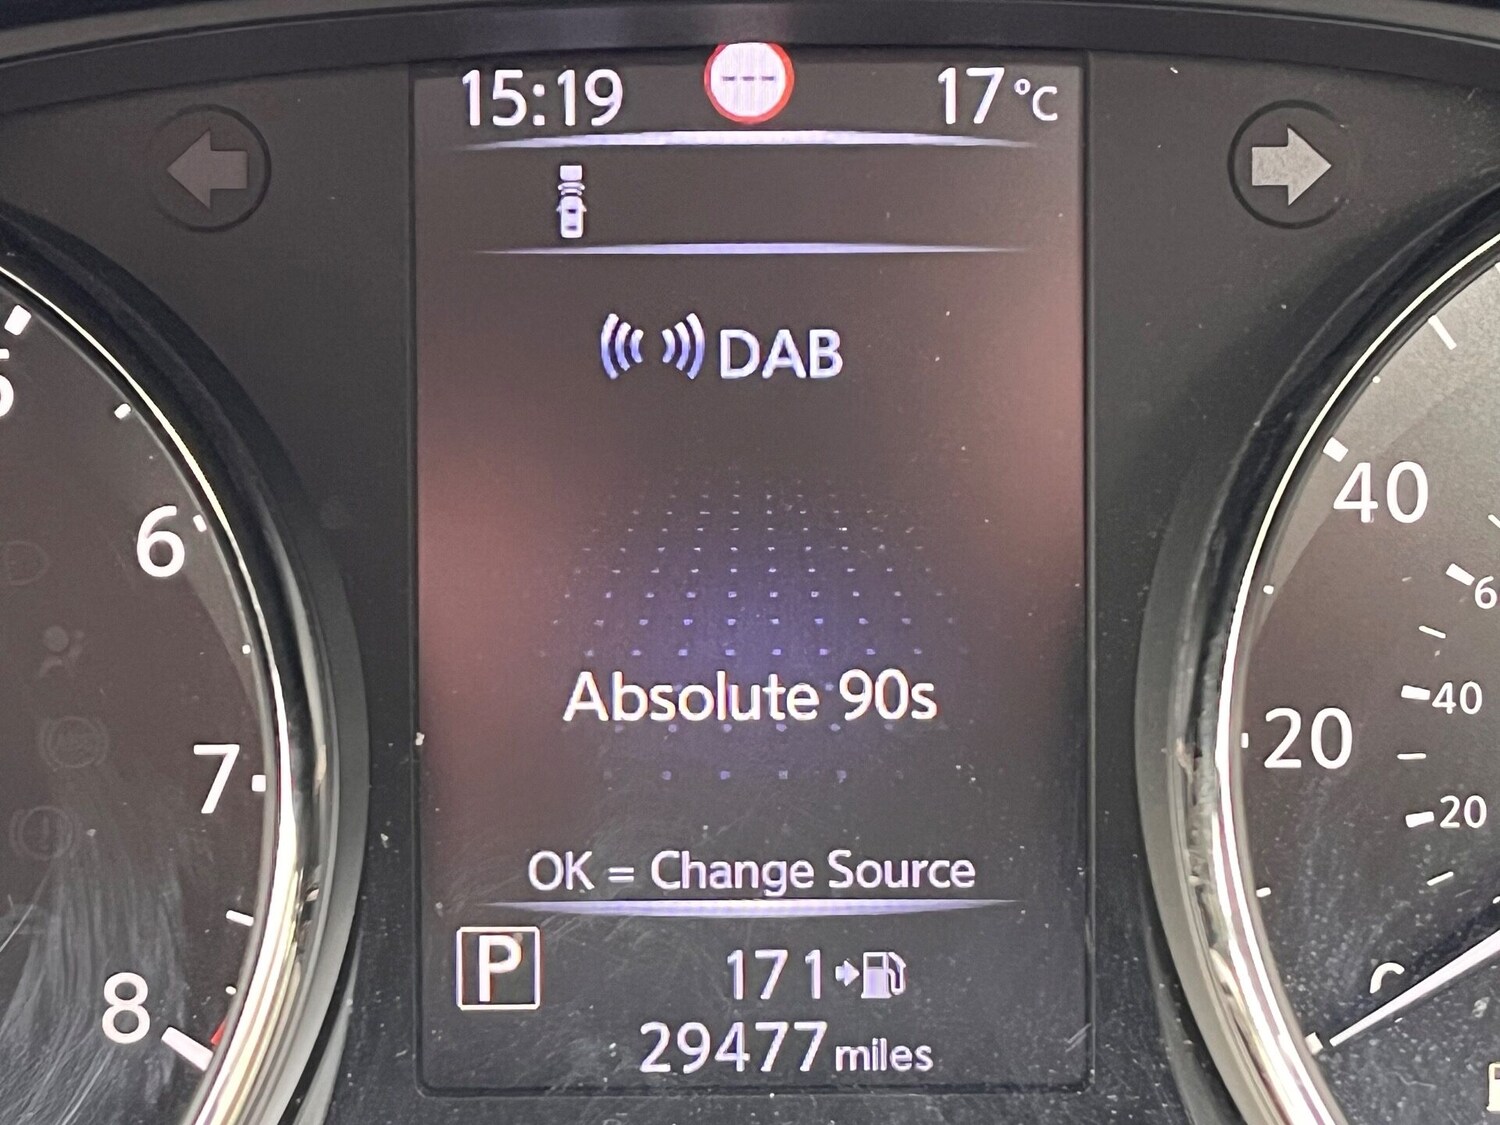 15:19 --- 17°C
DAB
Absolute 90s
OK = Change Source
P 171
29477 miles
6
7
8
40
20
6
40
20